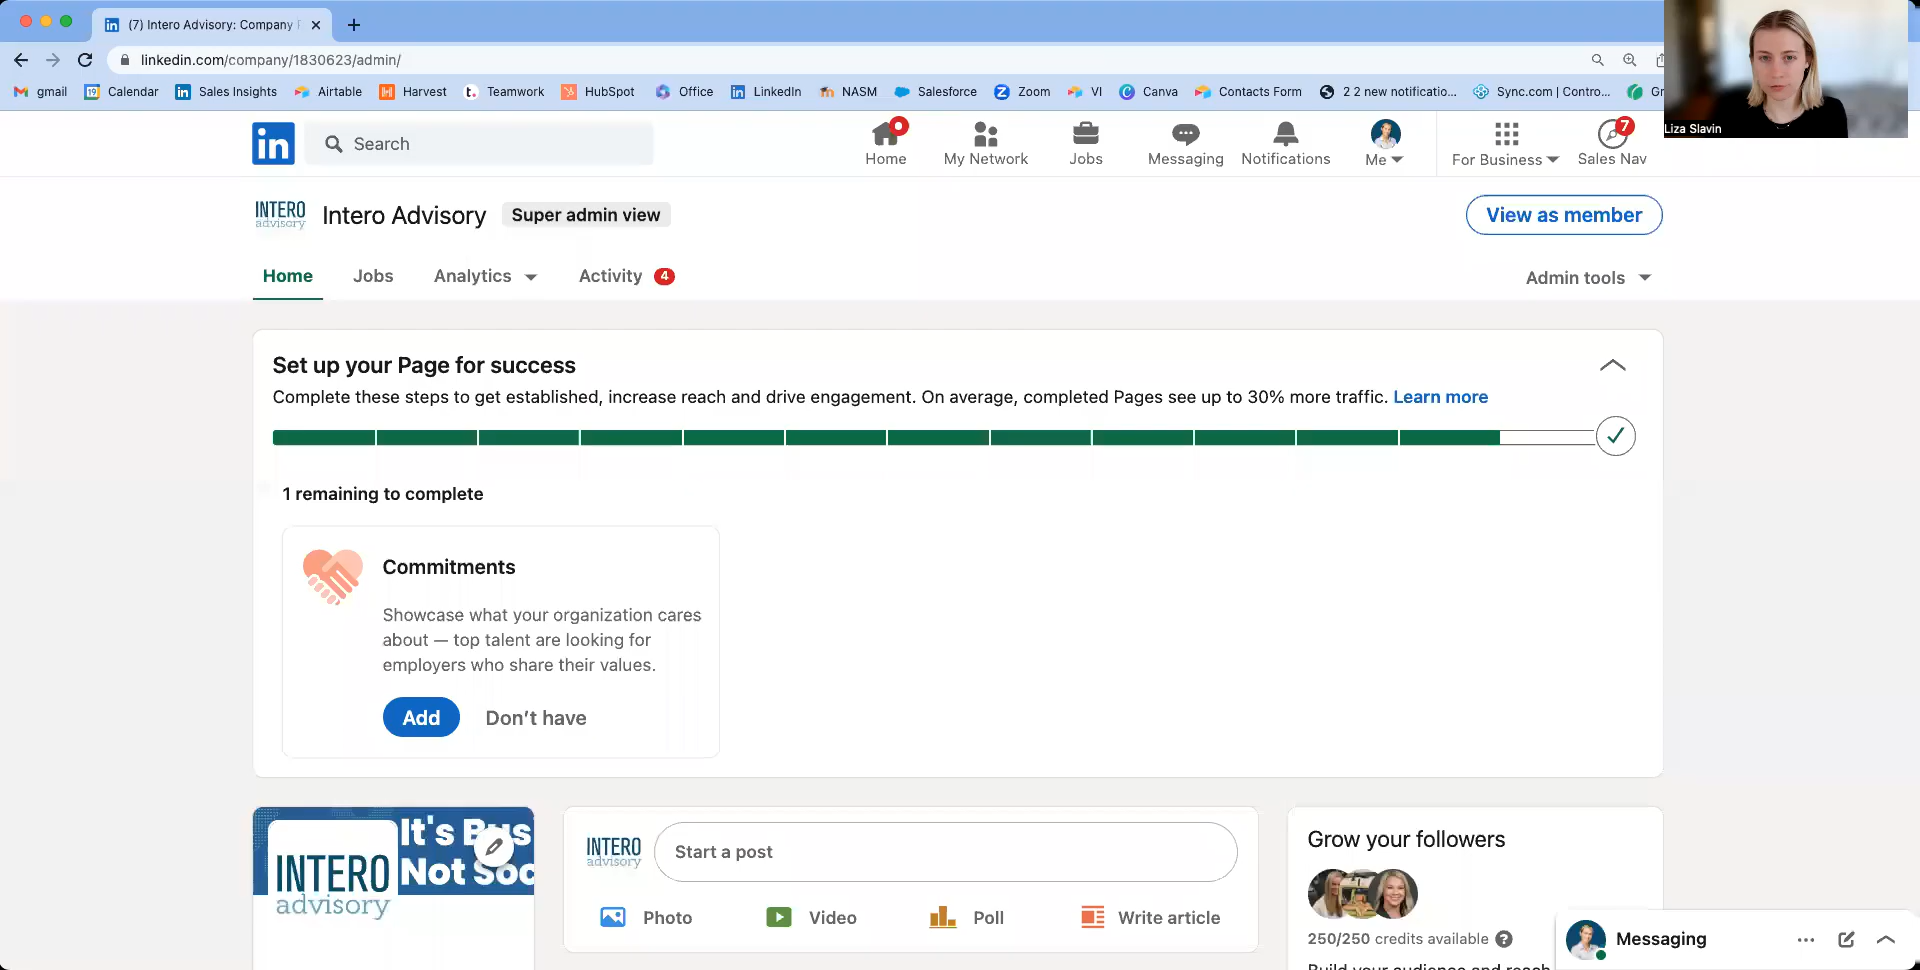 (7) Intero Advisory: Company
linkedin.com/company/1830623/admin/
gmail
Calendar
Sales Insights
Airtable
Harvest
Teamwork
HubSpot
Office
LinkedIn
NASM
Salesforce
Zoom
VI
Canva
Contacts Form
2 2 new notificatio...
Sync.com | Contro...
Liza Slavin
in
Search
Home
My Network
Jobs
Messaging
Notifications
Me
For Business
7
Sales Nav
INTERO
advisory
Intero Advisory
Super admin view
View as member
Home
Jobs
Analytics
Activity 4
Admin tools
Set up your Page for success
Complete these steps to get established, increase reach and drive engagement. On average, completed Pages see up to 30% more traffic. Learn more
1 remaining to complete
Commitments
Showcase what your organization cares
about — top talent are looking for
employers who share their values.
Add
Don't have
It's Bus
Not Soc
INTERO
advisory
INTERO
advisory
Start a post
Photo
Video
Poll
Write article
Grow your followers
250/250 credits available
Build your audience and reach
Messaging